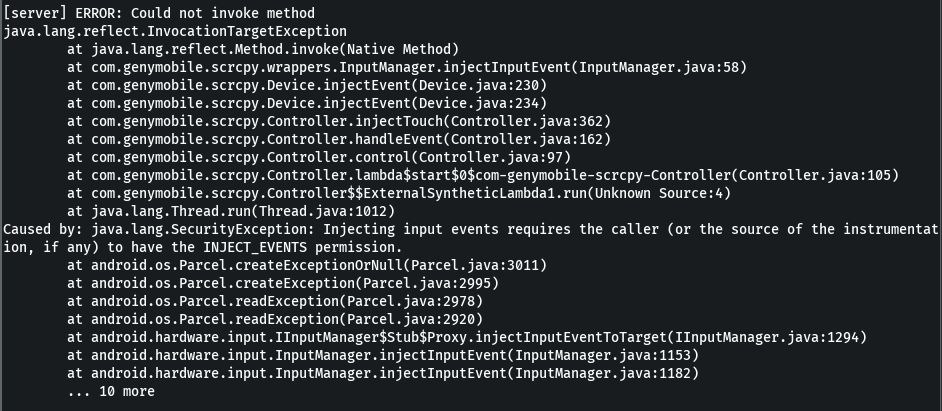 [server] ERROR: Could not invoke method
java.lang.reflect.InvocationTargetException
        at java.lang.reflect.Method.invoke(Native Method)
        at com.genymobile.scrcpy.wrappers.InputManager.injectInputEvent(InputManager.java:58)
        at com.genymobile.scrcpy.Device.injectEvent(Device.java:230)
        at com.genymobile.scrcpy.Device.injectEvent(Device.java:234)
        at com.genymobile.scrcpy.Controller.injectTouch(Controller.java:362)
        at com.genymobile.scrcpy.Controller.handleEvent(Controller.java:162)
        at com.genymobile.scrcpy.Controller.control(Controller.java:97)
        at com.genymobile.scrcpy.Controller.lambda$start$0$com-genymobile-scrcpy-Controller(Controller.java:105)
        at com.genymobile.scrcpy.Controller$$ExternalSyntheticLambda1.run(Unknown Source:4)
        at java.lang.Thread.run(Thread.java:1012)
Caused by: java.lang.SecurityException: Injecting input events requires the caller (or the source of the instrumentat
ion, if any) to have the INJECT_EVENTS permission.
        at android.os.Parcel.createExceptionOrNull(Parcel.java:3011)
        at android.os.Parcel.createException(Parcel.java:2995)
        at android.os.Parcel.readException(Parcel.java:2978)
        at android.os.Parcel.readException(Parcel.java:2920)
        at android.hardware.input.IInputManager$Stub$Proxy.injectInputEventToTarget(IInputManager.java:1294)
        at android.hardware.input.InputManager.injectInputEvent(InputManager.java:1153)
        at android.hardware.input.InputManager.injectInputEvent(InputManager.java:1182)
        ... 10 more